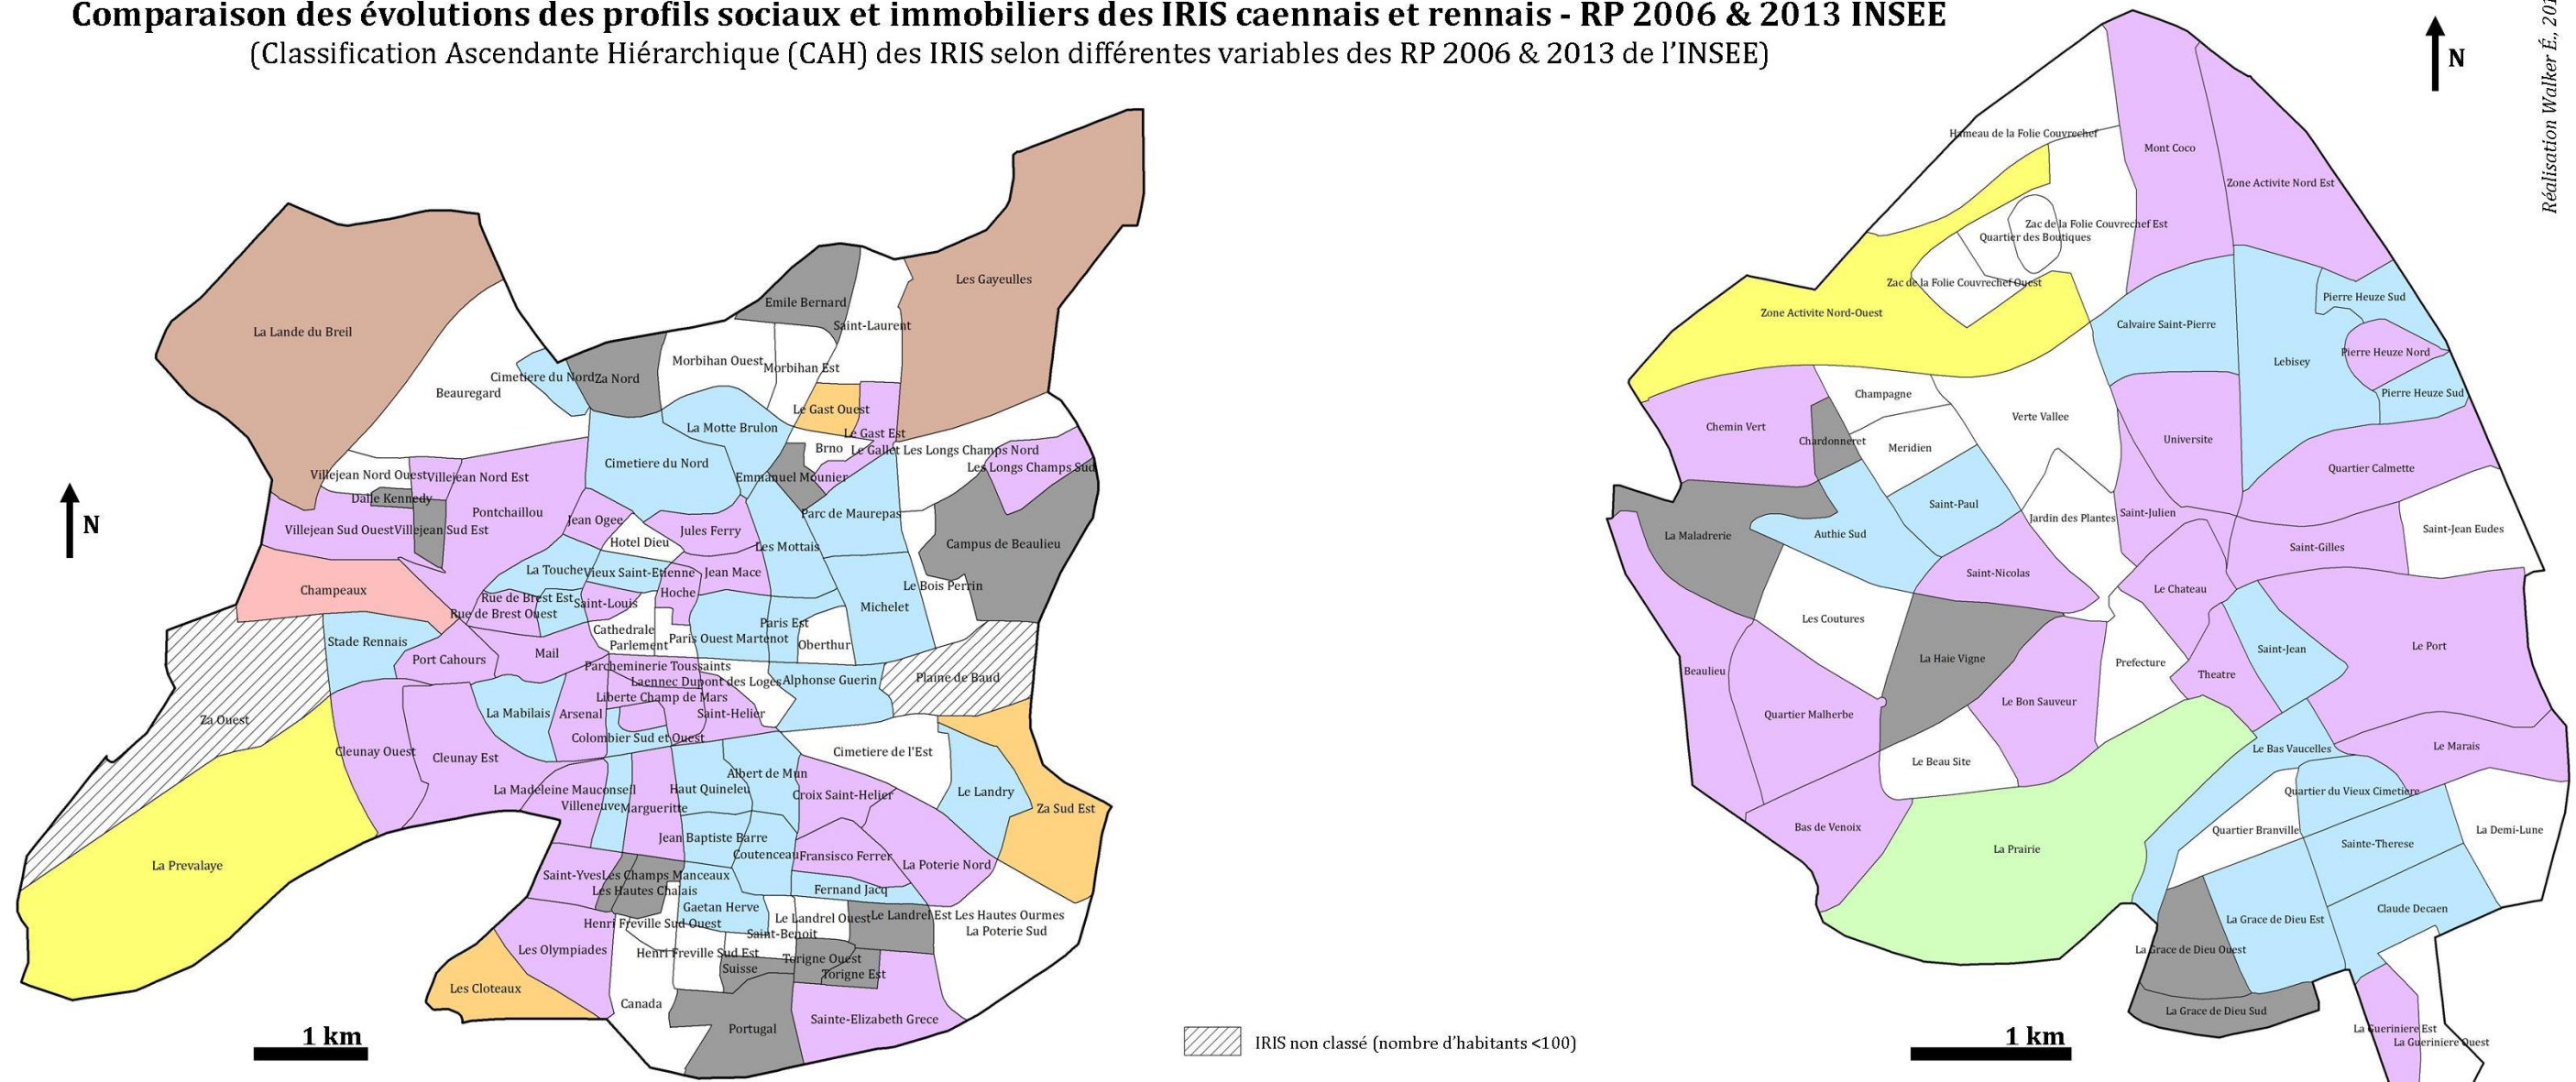 Comparaison des évolutions des profils sociaux et immobiliers des IRIS caennais et rennais - RP 2006 & 2013 INSEE
(Classification Ascendante Hiérarchique (CAH) des IRIS selon différentes variables des RP 2006 & 2013 de l'INSEE)
Réalisation Walker É.,
N
La Lande du Breil
Les Gayeulles
Emile Bernard
Saint-Laurent
Beauregard
Cimetiere du Nord
Za Nord
Morbihan Ouest
Morbihan Est
Le Gast Ouest
Le Gast Est
La Motte Brulon
Brno
Le Gallet
Les Longs Champs Nord
Les Longs Champs Sud
Cimetiere du Nord
Emmanuel Mounier
Villejean Nord Ouest
Villejean Nord Est
Dalle Kennedy
Pontchaillou
Parc de Maurepas
Villejean Sud Ouest
Villejean Sud Est
Jean Ogee
Jules Ferry
Hotel Dieu
Les Mottais
Campus de Beaulieu
N
La Touche
Vieux Saint-Etienne
Jean Mace
Le Bois Perrin
Champeaux
Hoche
Rue de Brest Est
Saint-Louis
Rue de Brest Ouest
Michelet
Paris Est
Cathedrale
Parlement
Paris Ouest Martenot
Oberthur
Stade Rennais
Port Cahours
Mail
Parcheminerie Toussaints
Laennec Dupont des Loges
Alphonse Guerin
Plaine de Baud
Liberte Champ de Mars
La Mabilais
Arsenal
Saint-Helier
Za Ouest
Colombier Sud et Ouest
Cleunay Ouest
Cleunay Est
Cimetiere de l'Est
Albert de Mun
La Madeleine Mauconseil
Haut Quineleu
Croix Saint-Helier
Le Landry
Villeneuve
Margueritte
Za Sud Est
Jean Baptiste Barre
Coutenceau
Fransisco Ferrer
La Poterie Nord
La Prevalaye
Saint-Yves
Les Champs Manceaux
Les Hautes Chalais
Fernand Jacq
Gaetan Herve
Le Landrel Ouest
Le Landrel Est
Les Hautes Ourmes
Henri Freville Sud Ouest
Saint-Benoit
La Poterie Sud
Les Olympiades
Henri Freville Sud Est
Torigne Ouest
Suisse
Torigne Est
Les Cloteaux
Canada
Portugal
Sainte-Elizabeth Grece
1 km
IRIS non classé (nombre d'habitants <100)
N
Hameau de la Folie Couvrechef
Mont Coco
Zone Activite Nord Est
Zac de la Folie Couvrechef Est
Quartier des Boutiques
Zac de la Folie Couvrechef Ouest
Zone Activite Nord-Ouest
Pierre Heuze Sud
Calvaire Saint-Pierre
Pierre Heuze Nord
Lebisey
Pierre Heuze Sud
Champagne
Verte Vallee
Chemin Vert
Chardonneret
Meridien
Universite
Quartier Calmette
Saint-Paul
Jardin des Plantes
Saint-Julien
Saint-Jean Eudes
La Maladrerie
Authie Sud
Saint-Gilles
Saint-Nicolas
Le Chateau
Les Coutures
La Haie Vigne
Prefecture
Saint-Jean
Le Port
Beaulieu
Theatre
Le Bon Sauveur
Quartier Malherbe
Le Bas Vaucelles
Le Marais
Le Beau Site
Quartier du Vieux Cimetiere
Bas de Venoix
Quartier Branville
La Demi-Lune
La Prairie
Sainte-Therese
Claude Decaen
La Grace de Dieu Est
La Grace de Dieu Ouest
La Grace de Dieu Sud
La Gueriniere Est
La Gueriniere Ouest
1 km